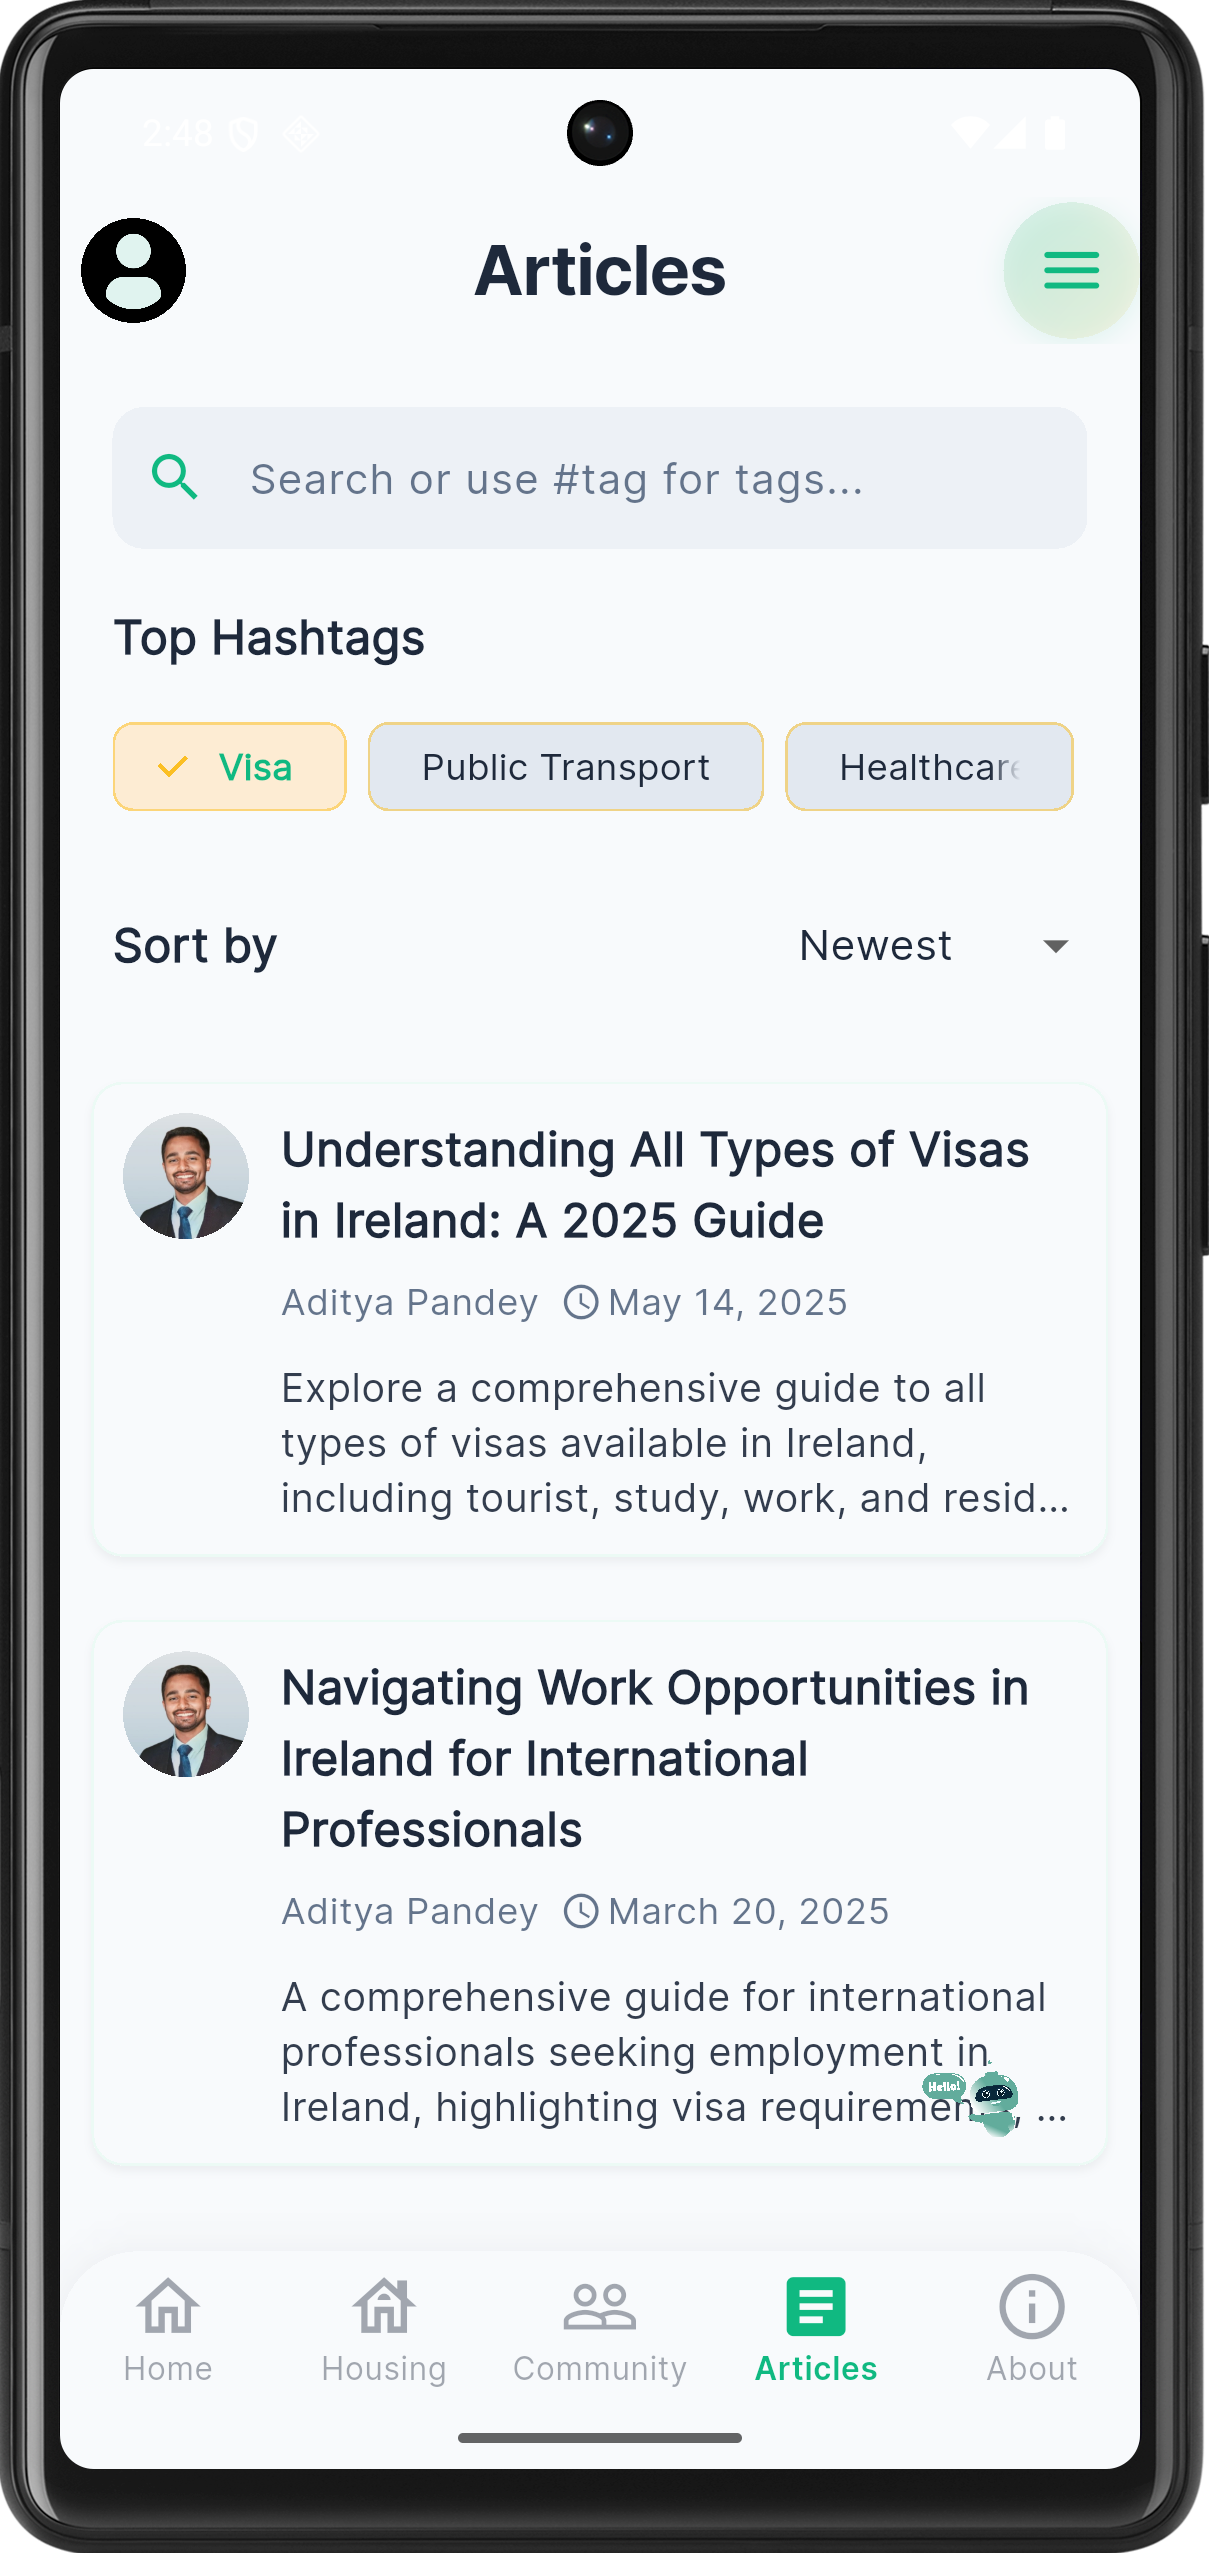 2:48
Articles
Search or use #tag for tags...
Top Hashtags
Visa
Public Transport
Healthcare
Sort by
Newest
Understanding All Types of Visas
in Ireland: A 2025 Guide
Aditya Pandey May 14, 2025
Explore a comprehensive guide to all
types of visas available in Ireland,
including tourist, study, work, and resid...
Navigating Work Opportunities in
Ireland for International
Professionals
Aditya Pandey March 20, 2025
A comprehensive guide for international
professionals seeking employment in
Ireland, highlighting visa requirements, ...
Hello!
Home
Housing
Community
Articles
About